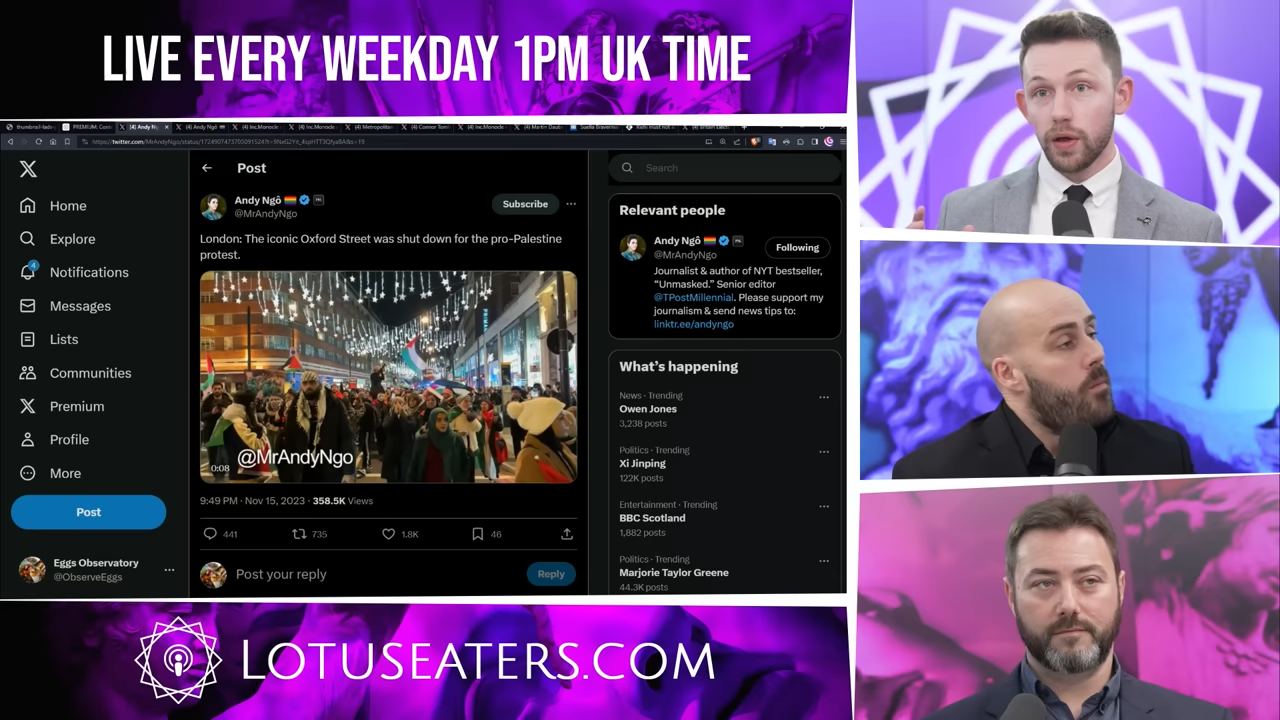 LIVE EVERY WEEKDAY 1PM UK TIME
Post
Search
Home
Explore
4
Notifications
Messages
Lists
Communities
Premium
Profile
More
Post
Eggs Observatory
@ObserveEggs
Andy Ngô
@MrAndyNgo
Subscribe
London: The iconic Oxford Street was shut down for the pro-Palestine
protest.
@MrAndyNgo
0:08
9:49 PM · Nov 15, 2023 · 358.5K Views
441
735
1.8K
46
Post your reply
Reply
Relevant people
Andy Ngô
@MrAndyNgo
Following
Journalist & author of NYT bestseller,
“Unmasked.” Senior editor
@TPostMillennial. Please support my
journalism & send news tips to:
linktr.ee/andyngo
What’s happening
News · Trending
Owen Jones
3,238 posts
Politics · Trending
Xi Jinping
122K posts
Entertainment · Trending
BBC Scotland
1,882 posts
Politics · Trending
Marjorie Taylor Greene
44.3K posts
LOTUSEATERS.COM